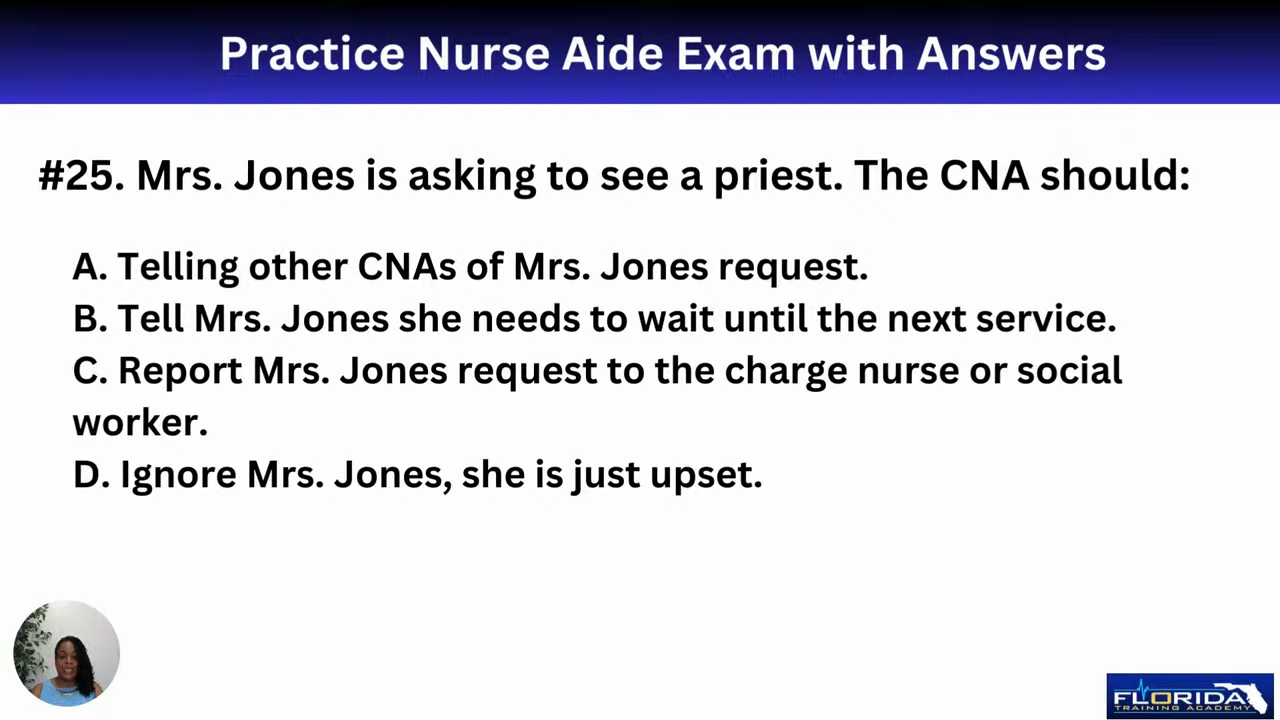 Practice Nurse Aide Exam with Answers
#25. Mrs. Jones is asking to see a priest. The CNA should:
A. Telling other CNAs of Mrs. Jones request.
B. Tell Mrs. Jones she needs to wait until the next service.
C. Report Mrs. Jones request to the charge nurse or social
worker.
D. Ignore Mrs. Jones, she is just upset.
FLORIDA
TRAINING ACADEMY